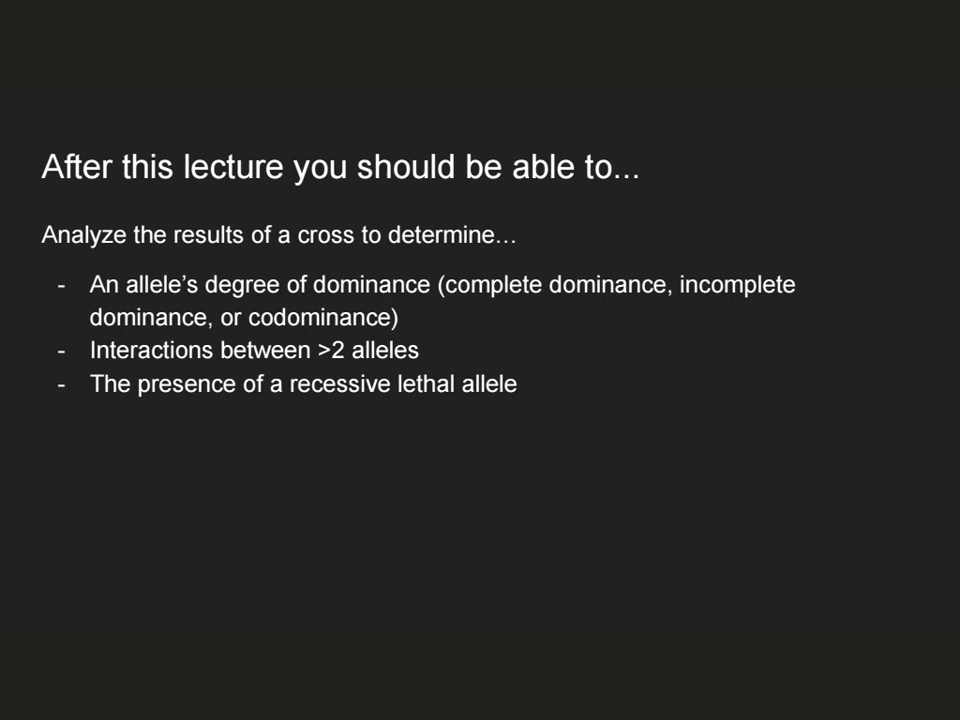 After this lecture you should be able to...
Analyze the results of a cross to determine…
- An allele’s degree of dominance (complete dominance, incomplete
dominance, or codominance)
- Interactions between >2 alleles
- The presence of a recessive lethal allele